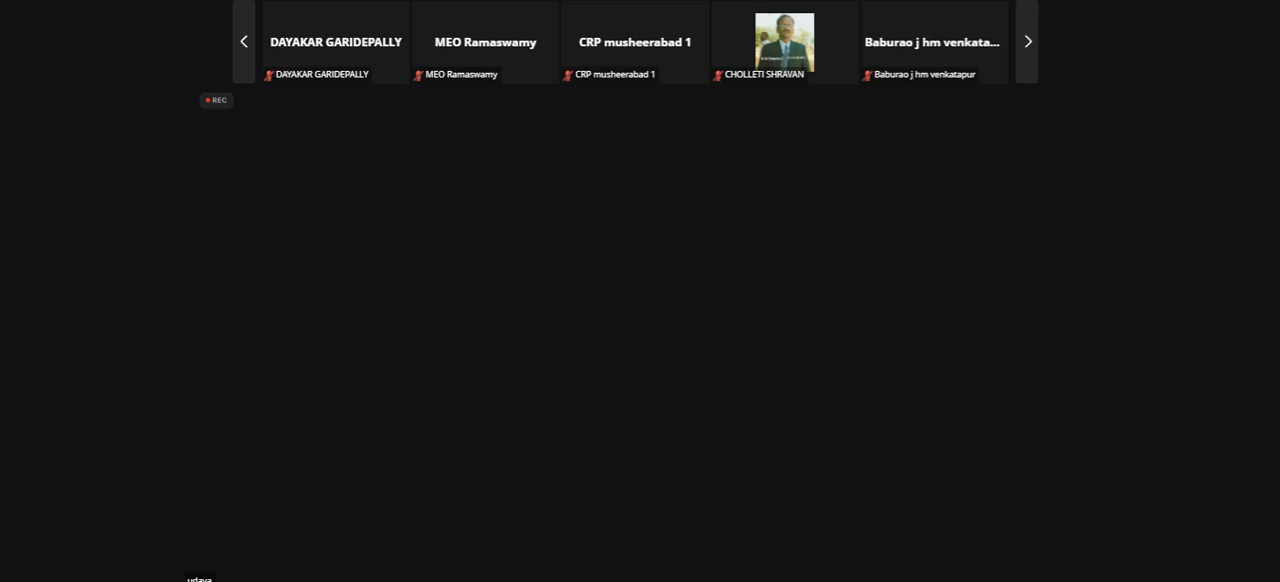 DAYAKAR GARIDEPALLY
MEO Ramaswamy
CRP musheerabad 1
Baburao j hm venkata...
DAYAKAR GARIDEPALLY
MEO Ramaswamy
CRP musheerabad 1
CHOLLETI SHRAVAN
Baburao j hm venkatapur
REC
udaya